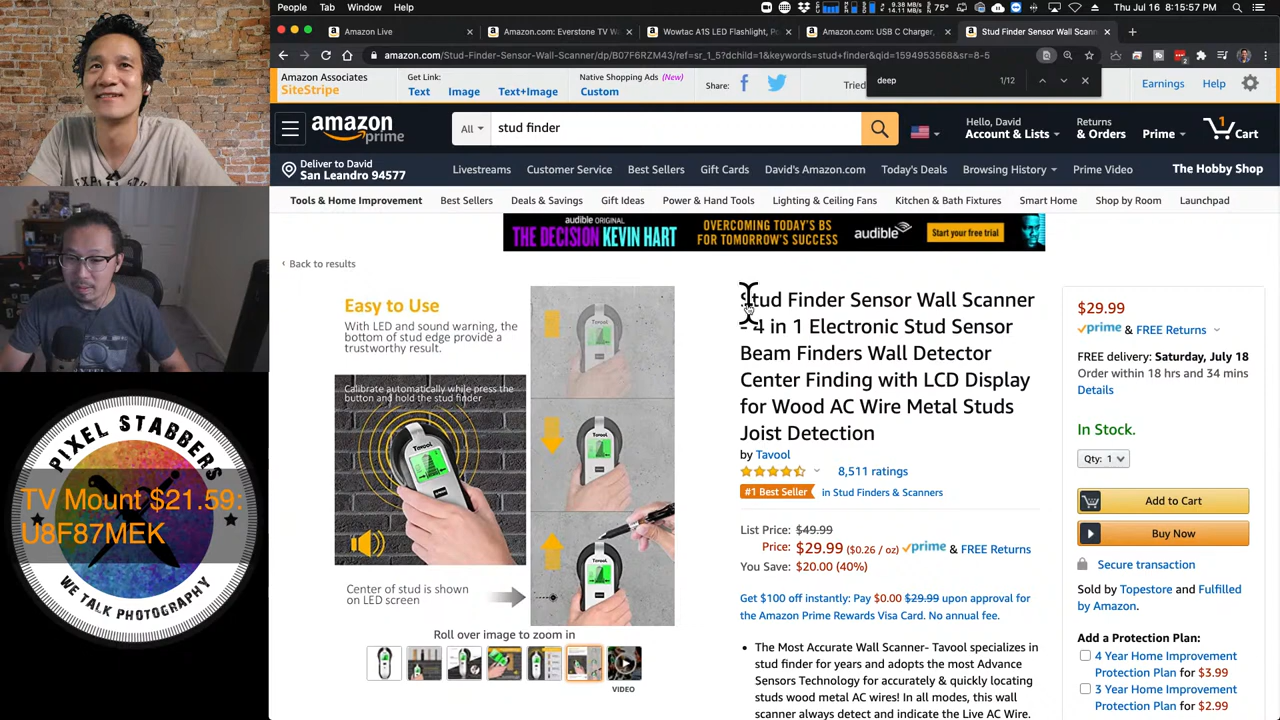 People Tab Window Help
9.38 MB/s
14.11 MB/s
75°
Thu Jul 16 8:15:57 PM
Amazon Live
Amazon.com: Everstone TV W
Wowtac A1S LED Flashlight, Po
Amazon.com: USB C Charger,
Stud Finder Sensor Wall Scann
amazon.com/Stud-Finder-Sensor-Wall-Scanner/dp/B07F6RZM43/ref=sr_1_5?dchild=1&keywords=stud+finder&qid=1594953568&sr=8-5
deep
1/12
Amazon Associates
SiteStripe
Get Link:
Text
Image
Text+Image
Native Shopping Ads (New)
Custom
Share:
Tried
Earnings
Help
amazon
prime
All
stud finder
Hello, David
Account & Lists
Returns
& Orders
Prime
1
Cart
Deliver to David
San Leandro 94577
Livestreams
Customer Service
Best Sellers
Gift Cards
David's Amazon.com
Today's Deals
Browsing History
Prime Video
The Hobby Shop
Tools & Home Improvement
Best Sellers
Deals & Savings
Gift Ideas
Power & Hand Tools
Lighting & Ceiling Fans
Kitchen & Bath Fixtures
Smart Home
Shop by Room
Launchpad
audible ORIGINAL
THE DECISION KEVIN HART
OVERCOMING TODAY'S BS
FOR TOMORROW'S SUCCESS
audible
Start your free trial
‹ Back to results
Easy to Use
With LED and sound warning, the
bottom of stud edge provide a
trustworthy result.
Calibrate automatically while press the
button and hold the stud finder
Tavool
Tavool
Tavool
Center of stud is shown
on LED screen
Roll over image to zoom in
VIDEO
Stud Finder Sensor Wall Scanner
- 4 in 1 Electronic Stud Sensor
Beam Finders Wall Detector
Center Finding with LCD Display
for Wood AC Wire Metal Studs
Joist Detection
by Tavool
8,511 ratings
#1 Best Seller in Stud Finders & Scanners
List Price: $49.99
Price: $29.99 ($0.26 / oz) prime & FREE Returns
You Save: $20.00 (40%)
Get $100 off instantly: Pay $0.00 $29.99 upon approval for
the Amazon Prime Rewards Visa Card. No annual fee.
• The Most Accurate Wall Scanner- Tavool specializes in
stud finder for years and adopts the most Advance
Sensors Technology for accurately & quickly locating
studs wood metal AC wires! In all modes, this wall
scanner always detect and indicate the Live AC Wire.
$29.99
prime & FREE Returns
FREE delivery: Saturday, July 18
Order within 18 hrs and 34 mins
Details
In Stock.
Qty: 1
Add to Cart
Buy Now
Secure transaction
Sold by Topestore and Fulfilled
by Amazon.
Add a Protection Plan:
4 Year Home Improvement
Protection Plan for $3.99
3 Year Home Improvement
Protection Plan for $2.99
PIXEL STABBERS
TV Mount $21.59:
U8F87MEK
WE TALK PHOTOGRAPHY